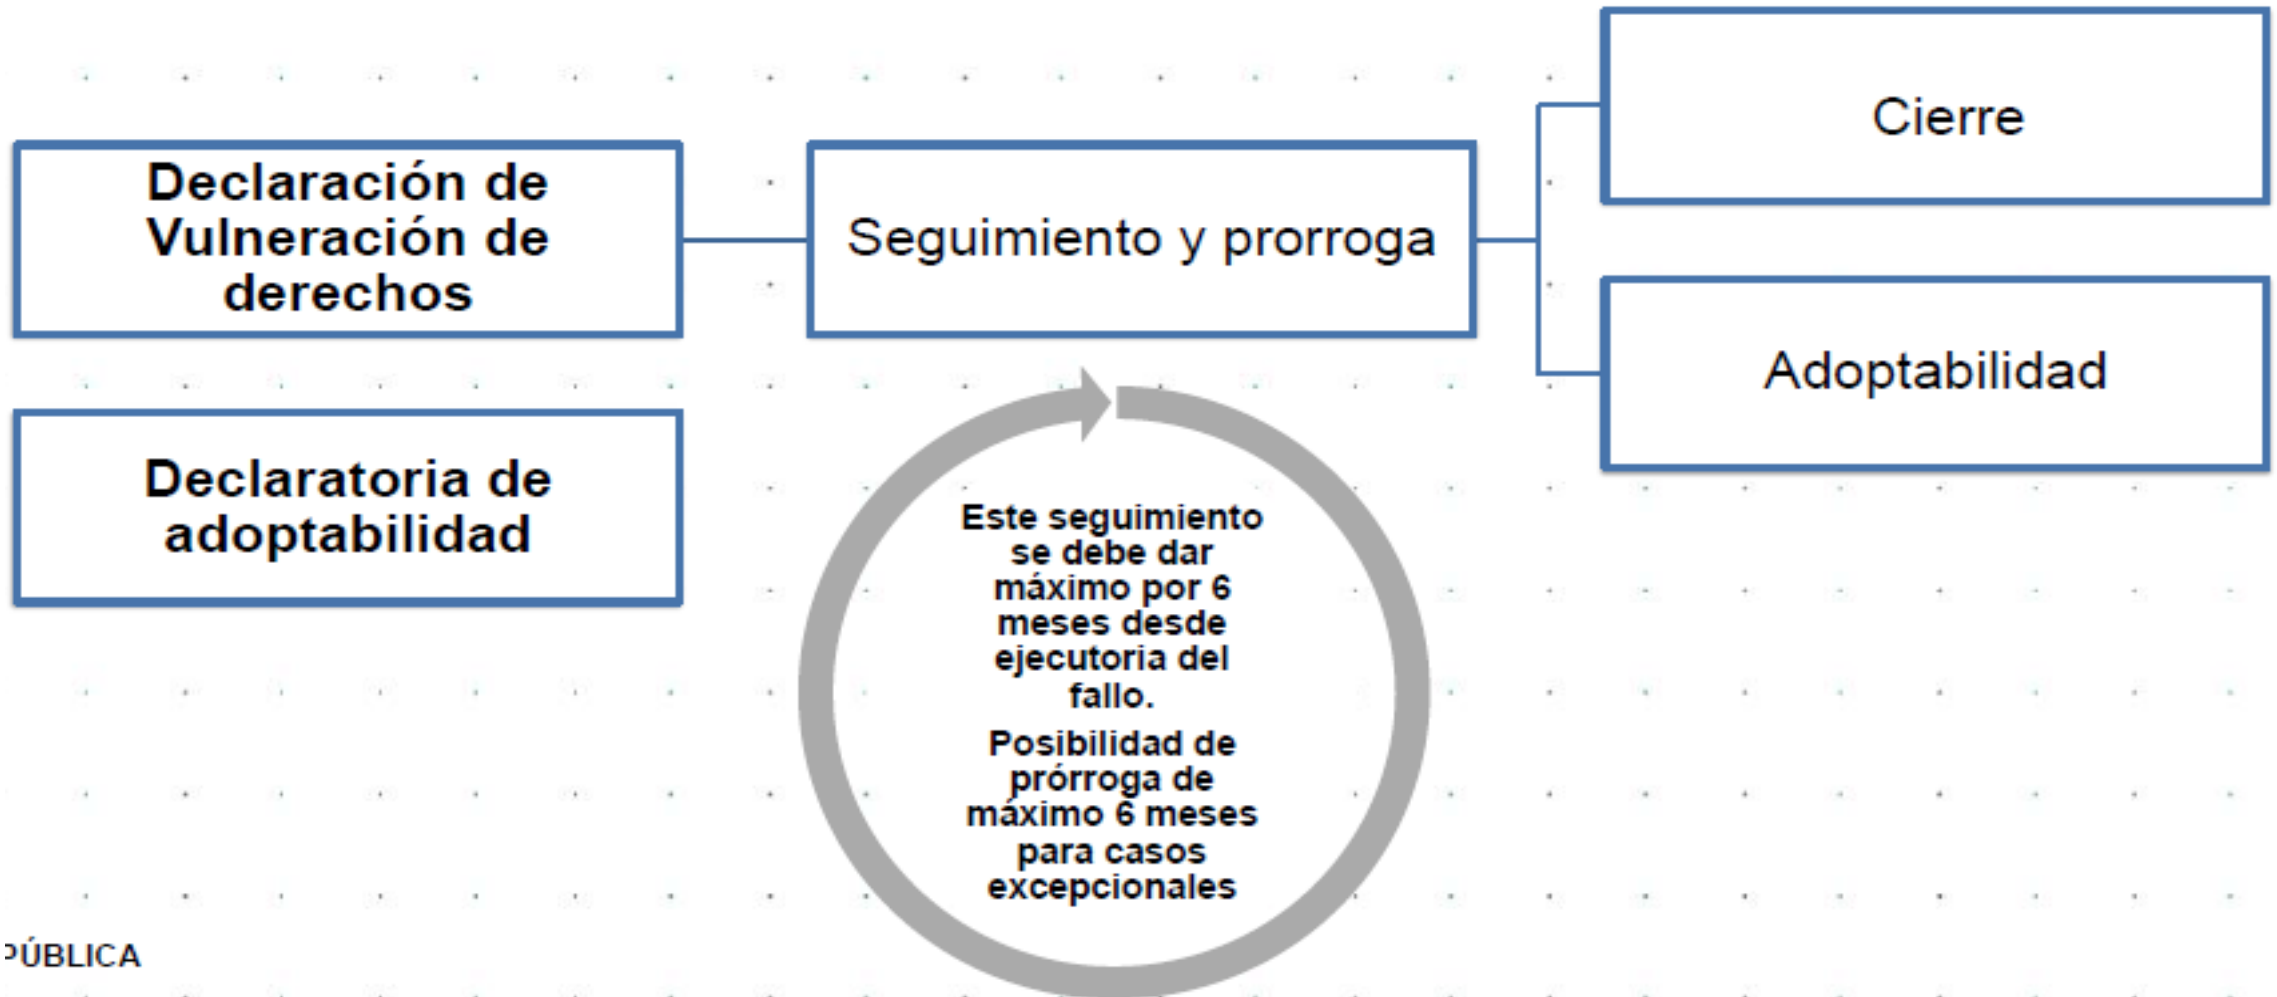 Declaración de
Vulneración de
derechos
Seguimiento y prorroga
Cierre
Adoptabilidad
Declaratoria de
adoptabilidad
Este seguimiento
se debe dar
máximo por 6
meses desde
ejecutoria del
fallo.
Posibilidad de
prórroga de
máximo 6 meses
para casos
excepcionales
PÚBLICA